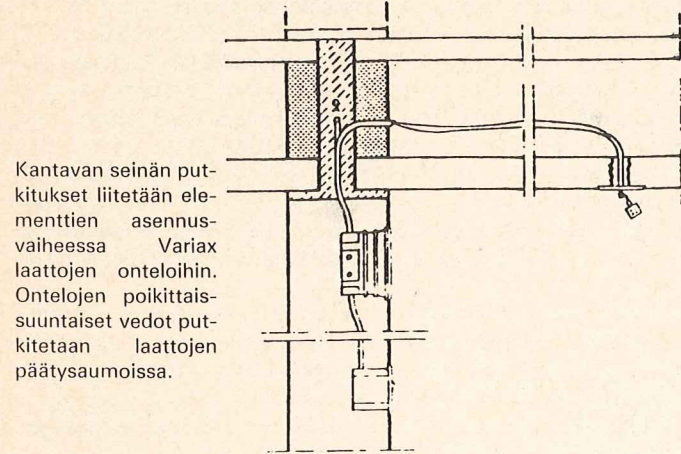 Kantavan seinän put-
kitukset liitetään ele-
menttien asennus-
vaiheessa Variax
laattojen onteloihin.
Ontelojen poikittais-
suuntaiset vedot put-
kitetaan laattojen
päätysaumoissa.